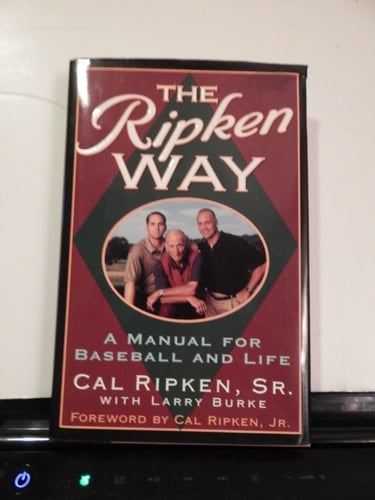 THE
Ripken
WAY
A MANUAL FOR
BASEBALL AND LIFE
CAL RIPKEN, SR.
WITH LARRY BURKE
FOREWORD BY CAL RIPKEN, JR.